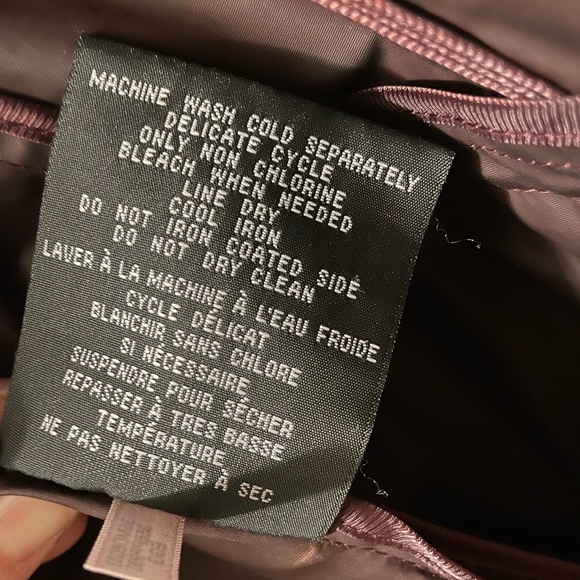 MACHINE WASH COLD SEPARATELY
DELICATE CYCLE
ONLY NON CHLORINE
BLEACH WHEN NEEDED
LINE DRY
COOL IRON
DO NOT IRON COATED SIDE
DO NOT DRY CLEAN
LAVER À LA MACHINE À L'EAU FROIDE
CYCLE DÉLICAT
BLANCHIR SANS CHLORE
SI NÉCESSAIRE
SUSPENDRE POUR SÉCHER
REPASSER À TRES BASSE
TEMPÉRATURE
NE PAS NETTOYER À SEC